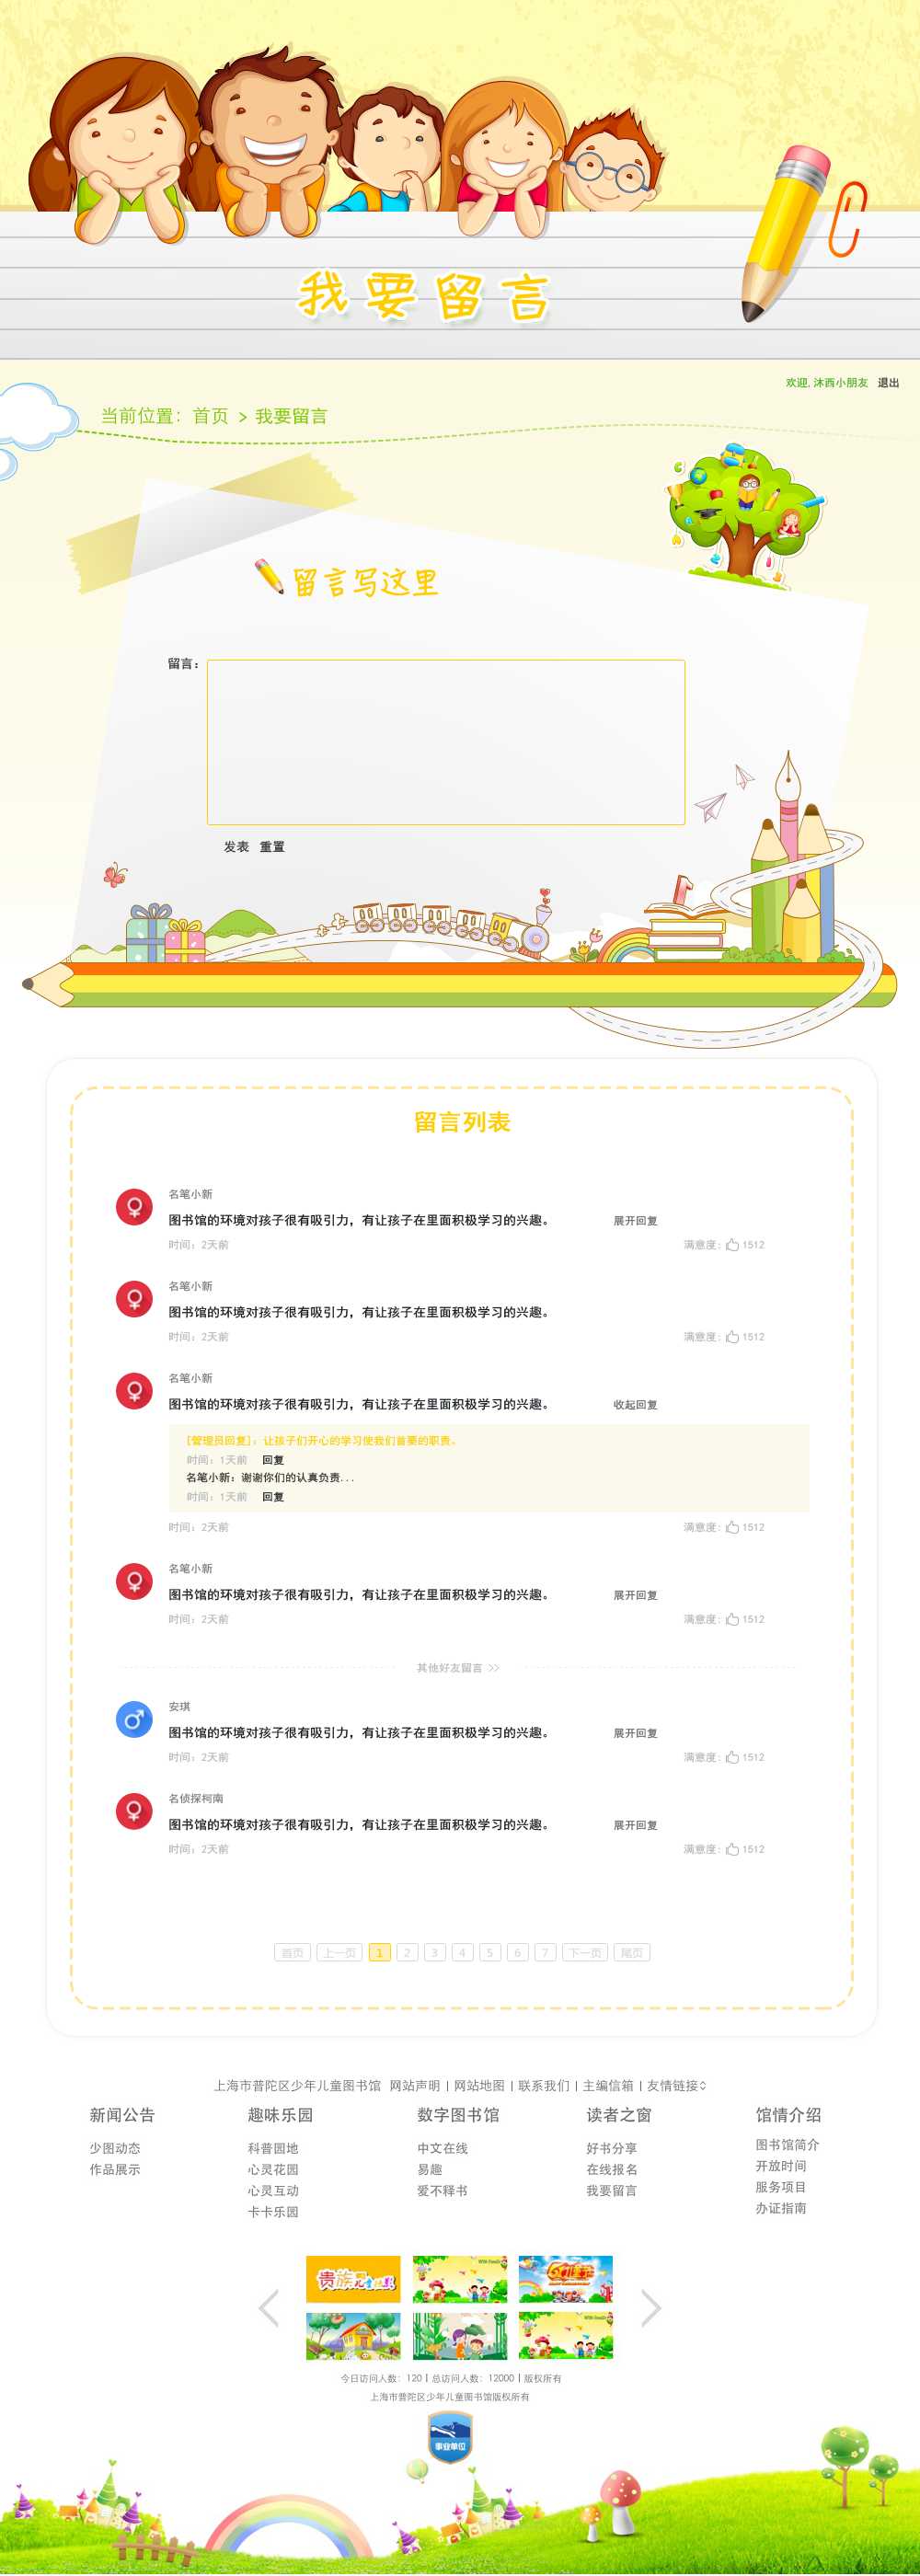 我要留言
欢迎, 沐西小朋友 退出
当前位置：首页 > 我要留言
留言写这里
留言：
发表 重置
留言列表
名笔小新
图书馆的环境对孩子很有吸引力，有让孩子在里面积极学习的兴趣。 展开回复
时间：2天前 满意度： 1512
名笔小新
图书馆的环境对孩子很有吸引力，有让孩子在里面积极学习的兴趣。
时间：2天前 满意度： 1512
名笔小新
图书馆的环境对孩子很有吸引力，有让孩子在里面积极学习的兴趣。 收起回复
[管理员回复]：让孩子们开心的学习使我们首要的职责。
时间：1天前 回复
名笔小新：谢谢你们的认真负责...
时间：1天前 回复
时间：2天前 满意度： 1512
名笔小新
图书馆的环境对孩子很有吸引力，有让孩子在里面积极学习的兴趣。 展开回复
时间：2天前 满意度： 1512
其他好友留言 >>
安琪
图书馆的环境对孩子很有吸引力，有让孩子在里面积极学习的兴趣。 展开回复
时间：2天前 满意度： 1512
名侦探柯南
图书馆的环境对孩子很有吸引力，有让孩子在里面积极学习的兴趣。 展开回复
时间：2天前 满意度： 1512
首页 上一页 1 2 3 4 5 6 7 下一页 尾页
上海市普陀区少年儿童图书馆 网站声明 | 网站地图 | 联系我们 | 主编信箱 | 友情链接
新闻公告 趣味乐园 数字图书馆 读者之窗 馆情介绍
少图动态 科普园地 中文在线 好书分享 图书馆简介
作品展示 心灵花园 易趣 在线报名 开放时间
心灵互动 爱不释书 我要留言 服务项目
卡卡乐园 办证指南
贵族儿童摄影
今日访问人数：120 | 总访问人数：12000 | 版权所有
上海市普陀区少年儿童图书馆版权所有
事业单位